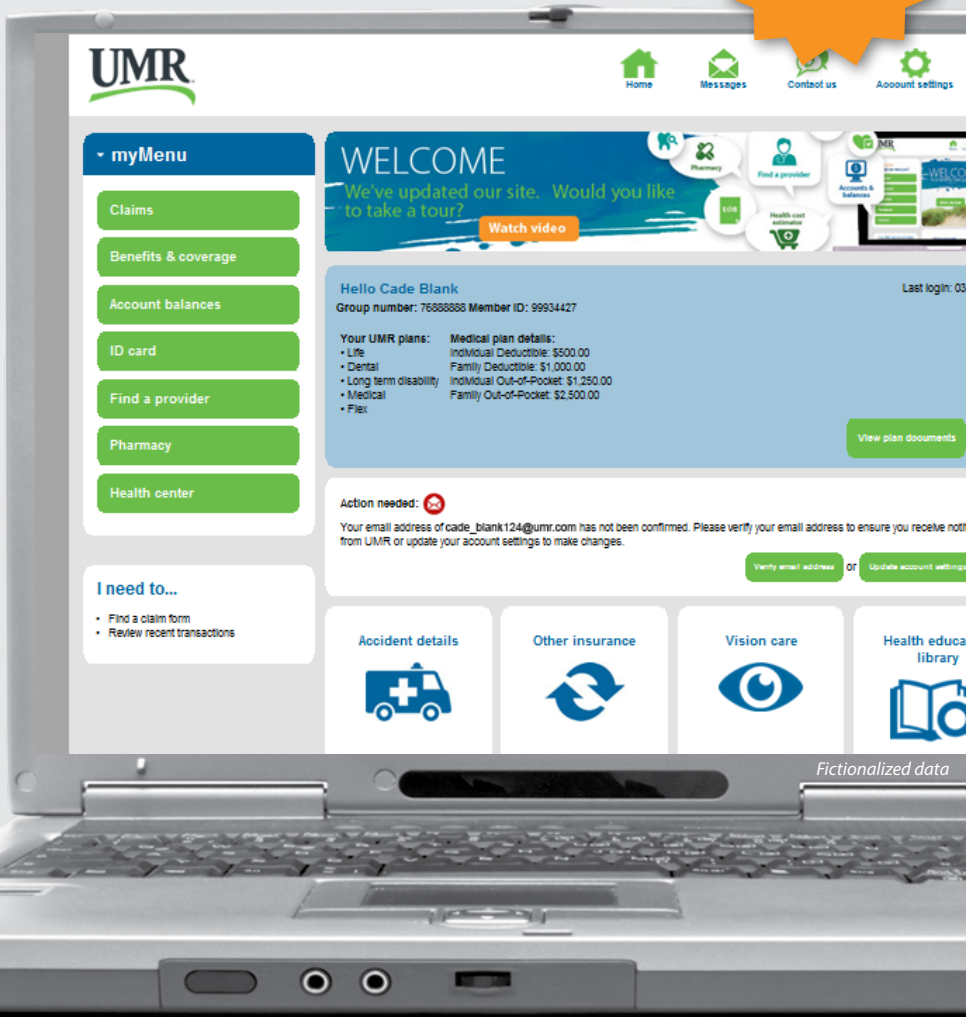 UMR
Home
Messages
Contact us
Account settings
myMenu
Claims
Benefits & coverage
Account balances
ID card
Find a provider
Pharmacy
Health center
WELCOME
We've updated our site. Would you like
to take a tour?
Watch video
Pharmacy
Find a provider
Accounts &
balances
EOB
Health cost
estimator
Hello Cade Blank
Last login: 03
Group number: 76888888 Member ID: 99934427
Your UMR plans:
• Life
• Dental
• Long term disability
• Medical
• Flex
Medical plan details:
Individual Deductible: $500.00
Family Deductible: $1,000.00
Individual Out-of-Pocket: $1,250.00
Family Out-of-Pocket: $2,500.00
View plan documents
Action needed:
Your email address of cade_blank124@umr.com has not been confirmed. Please verify your email address to ensure you receive notif
from UMR or update your account settings to make changes.
Verify email address or Update account settings
I need to...
• Find a claim form
• Review recent transactions
Accident details
Other insurance
Vision care
Health educa
library
Fictionalized data